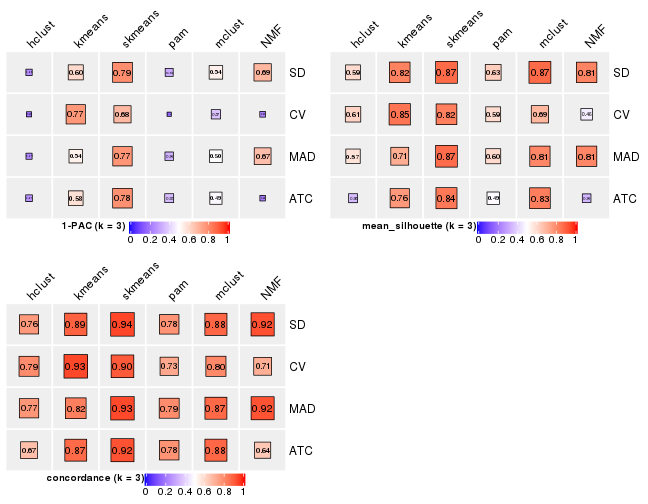 hclust kmeans skmeans pam mclust NMF
0.60 0.79 0.54 0.69 SD
0.77 0.68 CV
0.54 0.77 0.50 0.67 MAD
0.58 0.78 0.49 ATC
1-PAC (k = 3)
0 0.2 0.4 0.6 0.8 1
hclust kmeans skmeans pam mclust NMF
0.59 0.82 0.87 0.63 0.87 0.81 SD
0.61 0.85 0.82 0.59 0.69 CV
0.57 0.71 0.87 0.60 0.81 0.81 MAD
0.76 0.84 0.49 0.83 ATC
mean_silhouette (k = 3)
0 0.2 0.4 0.6 0.8 1
hclust kmeans skmeans pam mclust NMF
0.76 0.89 0.94 0.78 0.88 0.92 SD
0.79 0.93 0.90 0.73 0.80 0.71 CV
0.77 0.82 0.93 0.79 0.87 0.92 MAD
0.67 0.87 0.92 0.78 0.88 0.64 ATC
concordance (k = 3)
0 0.2 0.4 0.6 0.8 1